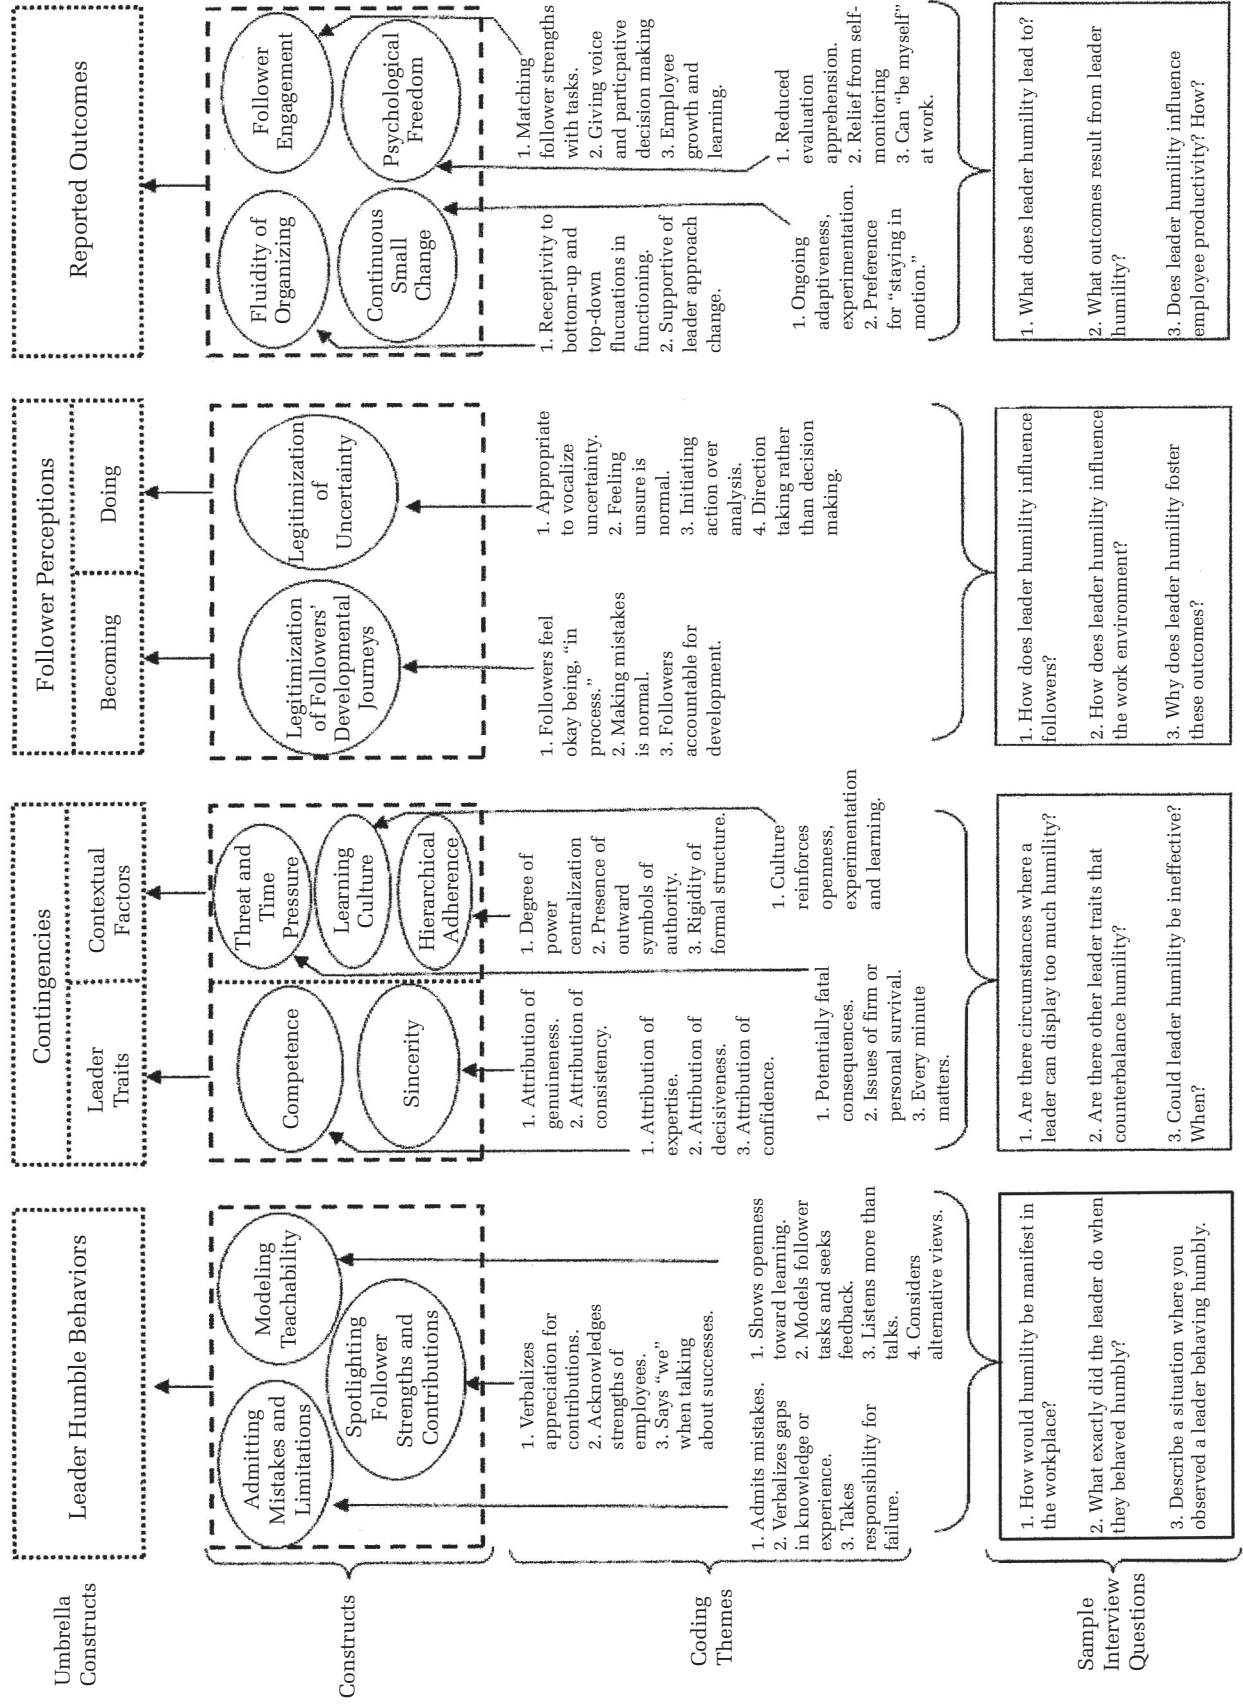 Umbrella
Constructs
Leader Humble Behaviors
Contingencies
Leader
Traits
Contextual
Factors
Follower Perceptions
Becoming
Doing
Reported Outcomes
Constructs
Admitting
Mistakes and
Limitations
Modeling
Teachability
Spotlighting
Follower
Strengths and
Contributions
Competence
Sincerity
Threat and
Time
Pressure
Learning
Culture
Hierarchical
Adherence
Legitimization
of Followers’
Developmental
Journeys
Legitimization
of
Uncertainty
Fluidity of
Organizing
Continuous
Small
Change
Follower
Engagement
Psychological
Freedom
Coding
Themes
1. Verbalizes
appreciation for
contributions.
2. Acknowledges
strengths of
employees.
3. Says “we”
when talking
about successes.
1. Admits mistakes.
2. Verbalizes gaps
in knowledge or
experience.
3. Takes
responsibility for
failure.
1. Shows openness
toward learning.
2. Models follower
tasks and seeks
feedback.
3. Listens more than
talks.
4. Considers
alternative views.
1. Attribution of
genuineness.
2. Attribution of
consistency.
1. Attribution of
expertise.
2. Attribution of
decisiveness.
3. Attribution of
confidence.
1. Degree of
power
centralization
2. Presence of
outward
symbols of
authority.
3. Rigidity of
formal structure.
1. Potentially fatal
consequences.
2. Issues of firm or
personal survival.
3. Every minute
matters.
1. Culture
reinforces
openness,
experimentation
and learning.
1. Followers feel
okay being, “in
process.”
2. Making mistakes
is normal.
3. Followers
accountable for
development.
1. Appropriate
to vocalize
uncertainty.
2. Feeling
unsure is
normal.
3. Initiating
action over
analysis.
4. Direction
taking rather
than decision
making.
1. Receptivity to
bottom-up and
top-down
flucuations in
functioning.
2. Supportive of
leader approach
change.
1. Matching
follower strengths
with tasks.
2. Giving voice
and particpative
decision making
3. Employee
growth and
learning.
1. Ongoing
adaptiveness,
experimentation.
2. Preference
for “staying in
motion.”
1. Reduced
evaluation
apprehension.
2. Relief from self-
monitoring
3. Can “be myself”
at work.
Sample
Interview
Questions
1. How would humility be manifest in
the workplace?
2. What exactly did the leader do when
they behaved humbly?
3. Describe a situation where you
observed a leader behaving humbly.
1. Are there circumstances where a
leader can display too much humility?
2. Are there other leader traits that
counterbalance humility?
3. Could leader humility be ineffective?
When?
1. How does leader humility influence
followers?
2. How does leader humility influence
the work environment?
3. Why does leader humility foster
these outcomes?
1. What does leader humility lead to?
2. What outcomes result from leader
humility?
3. Does leader humility influence
employee productivity? How?